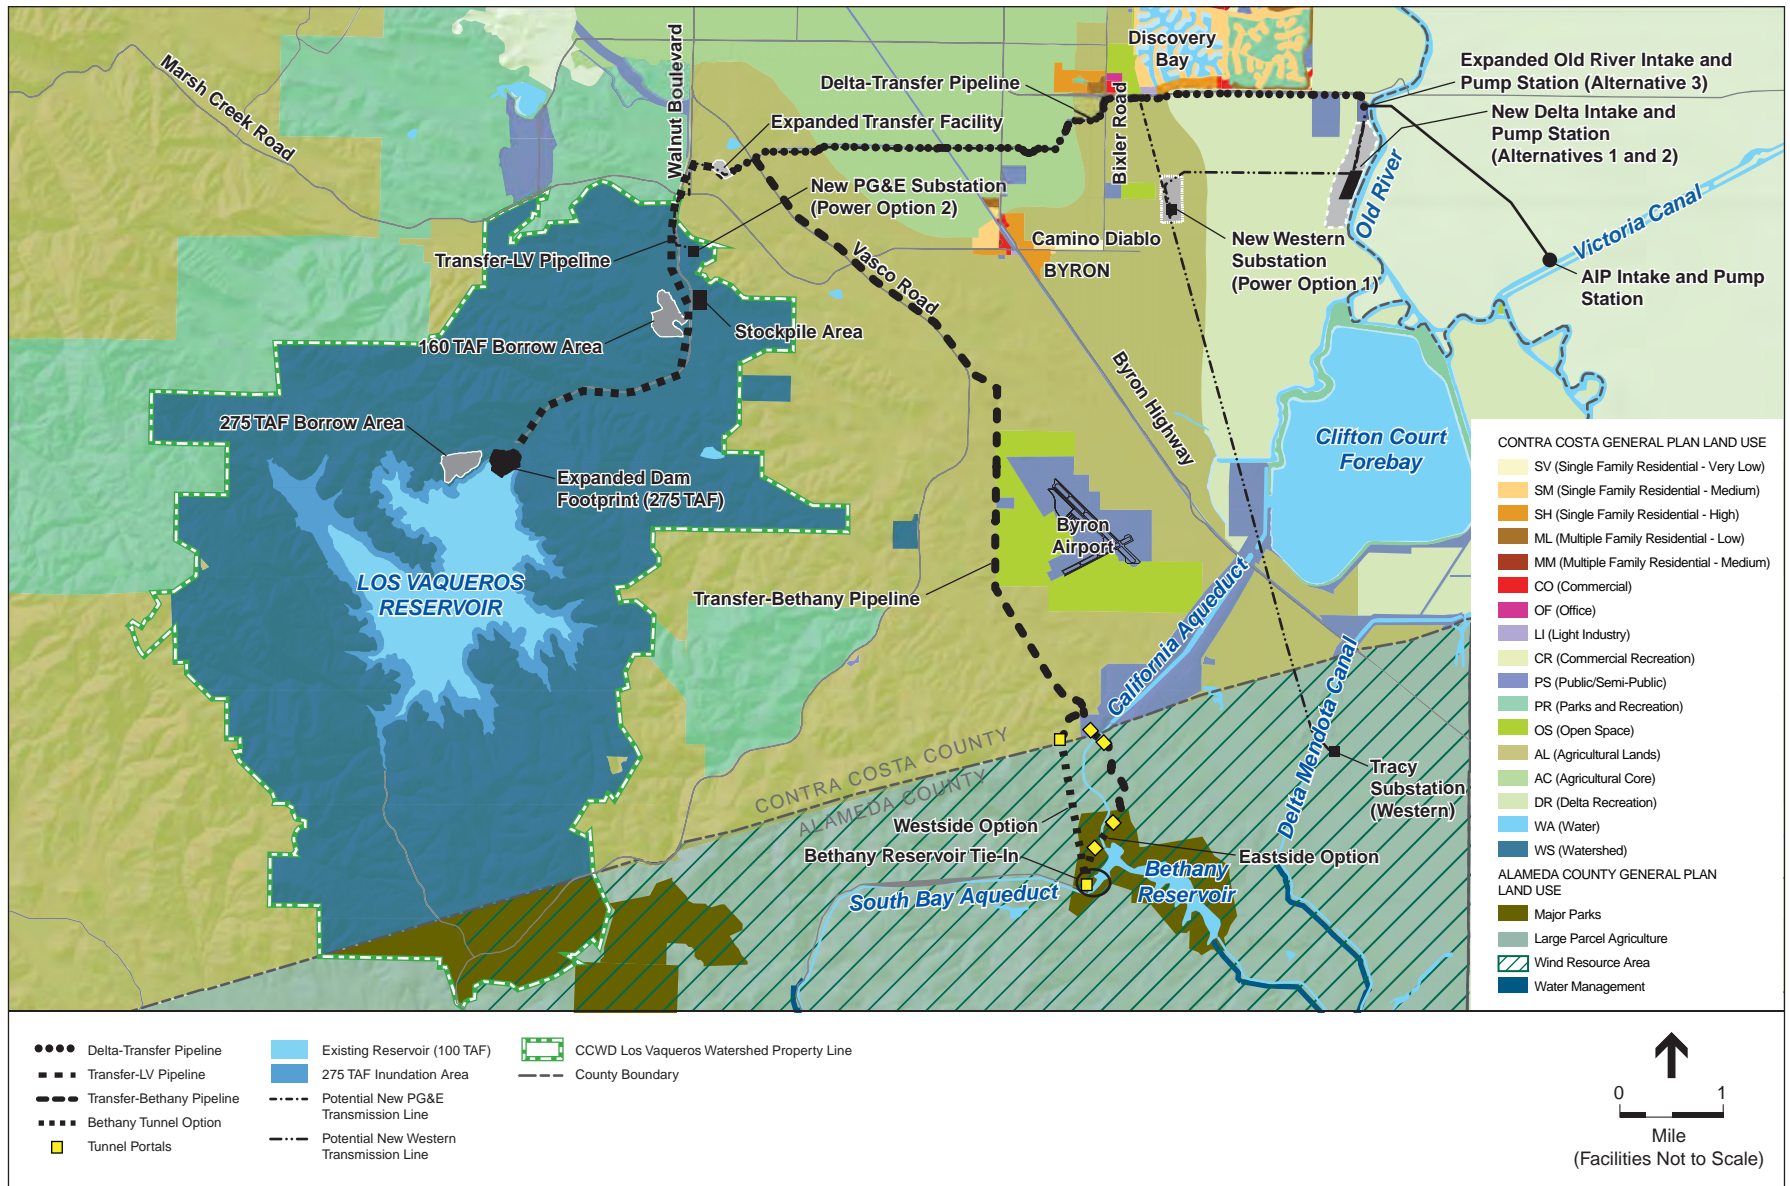 Marsh Creek Road
Walnut Boulevard
Discovery
Bay
Delta-Transfer Pipeline
Bixler Road
Expanded Old River Intake and
Pump Station (Alternative 3)
New Delta Intake and
Pump Station
(Alternatives 1 and 2)
Expanded Transfer Facility
New PG&E Substation
(Power Option 2)
Old River
Victoria Canal
Camino Diablo
BYRON
New Western
Substation
(Power Option 1)
AIP Intake and Pump
Station
Transfer-LV Pipeline
Vasco Road
Stockpile Area
160 TAF Borrow Area
Byron Highway
275 TAF Borrow Area
Clifton Court
Forebay
Expanded Dam
Footprint (275 TAF)
Byron
Airport
LOS VAQUEROS
RESERVOIR
Transfer-Bethany Pipeline
California Aqueduct
Delta Mendota Canal
CONTRA COSTA COUNTY
ALAMEDA COUNTY
Tracy
Substation
(Western)
Westside Option
Bethany Reservoir Tie-In
Eastside Option
Bethany
Reservoir
South Bay Aqueduct
CONTRA COSTA GENERAL PLAN LAND USE
SV (Single Family Residential - Very Low)
SM (Single Family Residential - Medium)
SH (Single Family Residential - High)
ML (Multiple Family Residential - Low)
MM (Multiple Family Residential - Medium)
CO (Commercial)
OF (Office)
LI (Light Industry)
CR (Commercial Recreation)
PS (Public/Semi-Public)
PR (Parks and Recreation)
OS (Open Space)
AL (Agricultural Lands)
AC (Agricultural Core)
DR (Delta Recreation)
WA (Water)
WS (Watershed)
ALAMEDA COUNTY GENERAL PLAN
LAND USE
Major Parks
Large Parcel Agriculture
Wind Resource Area
Water Management
Delta-Transfer Pipeline
Transfer-LV Pipeline
Transfer-Bethany Pipeline
Bethany Tunnel Option
Tunnel Portals
Existing Reservoir (100 TAF)
275 TAF Inundation Area
Potential New PG&E
Transmission Line
Potential New Western
Transmission Line
CCWD Los Vaqueros Watershed Property Line
County Boundary
0 1
Mile
(Facilities Not to Scale)